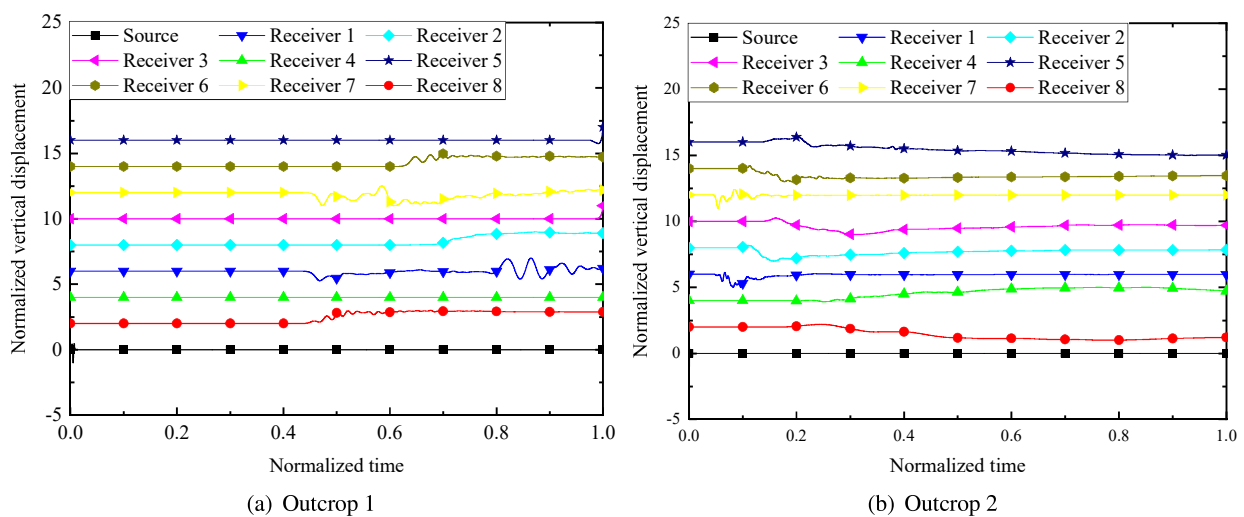 25
20
15
10
5
0
-5
Normalized vertical displacement
Source Receiver 1 Receiver 2
Receiver 3 Receiver 4 Receiver 5
Receiver 6 Receiver 7 Receiver 8
0.0 0.2 0.4 0.6 0.8 1.0
Normalized time
(a) Outcrop 1
25
20
15
10
5
0
-5
Normalized vertical displacement
Source Receiver 1 Receiver 2
Receiver 3 Receiver 4 Receiver 5
Receiver 6 Receiver 7 Receiver 8
0.0 0.2 0.4 0.6 0.8 1.0
Normalized time
(b) Outcrop 2